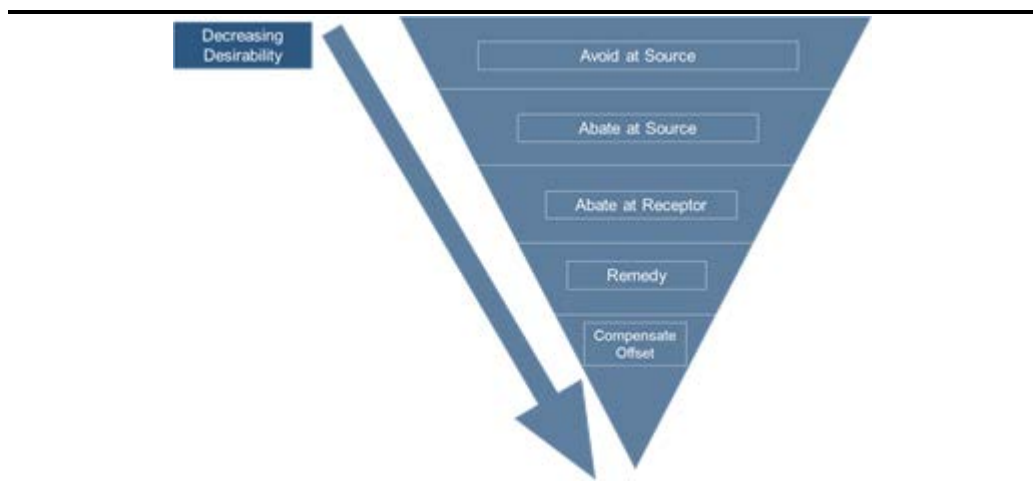 Decreasing
Desirability
Avoid at Source
Abate at Source
Abate at Receptor
Remedy
Compensate
Offset